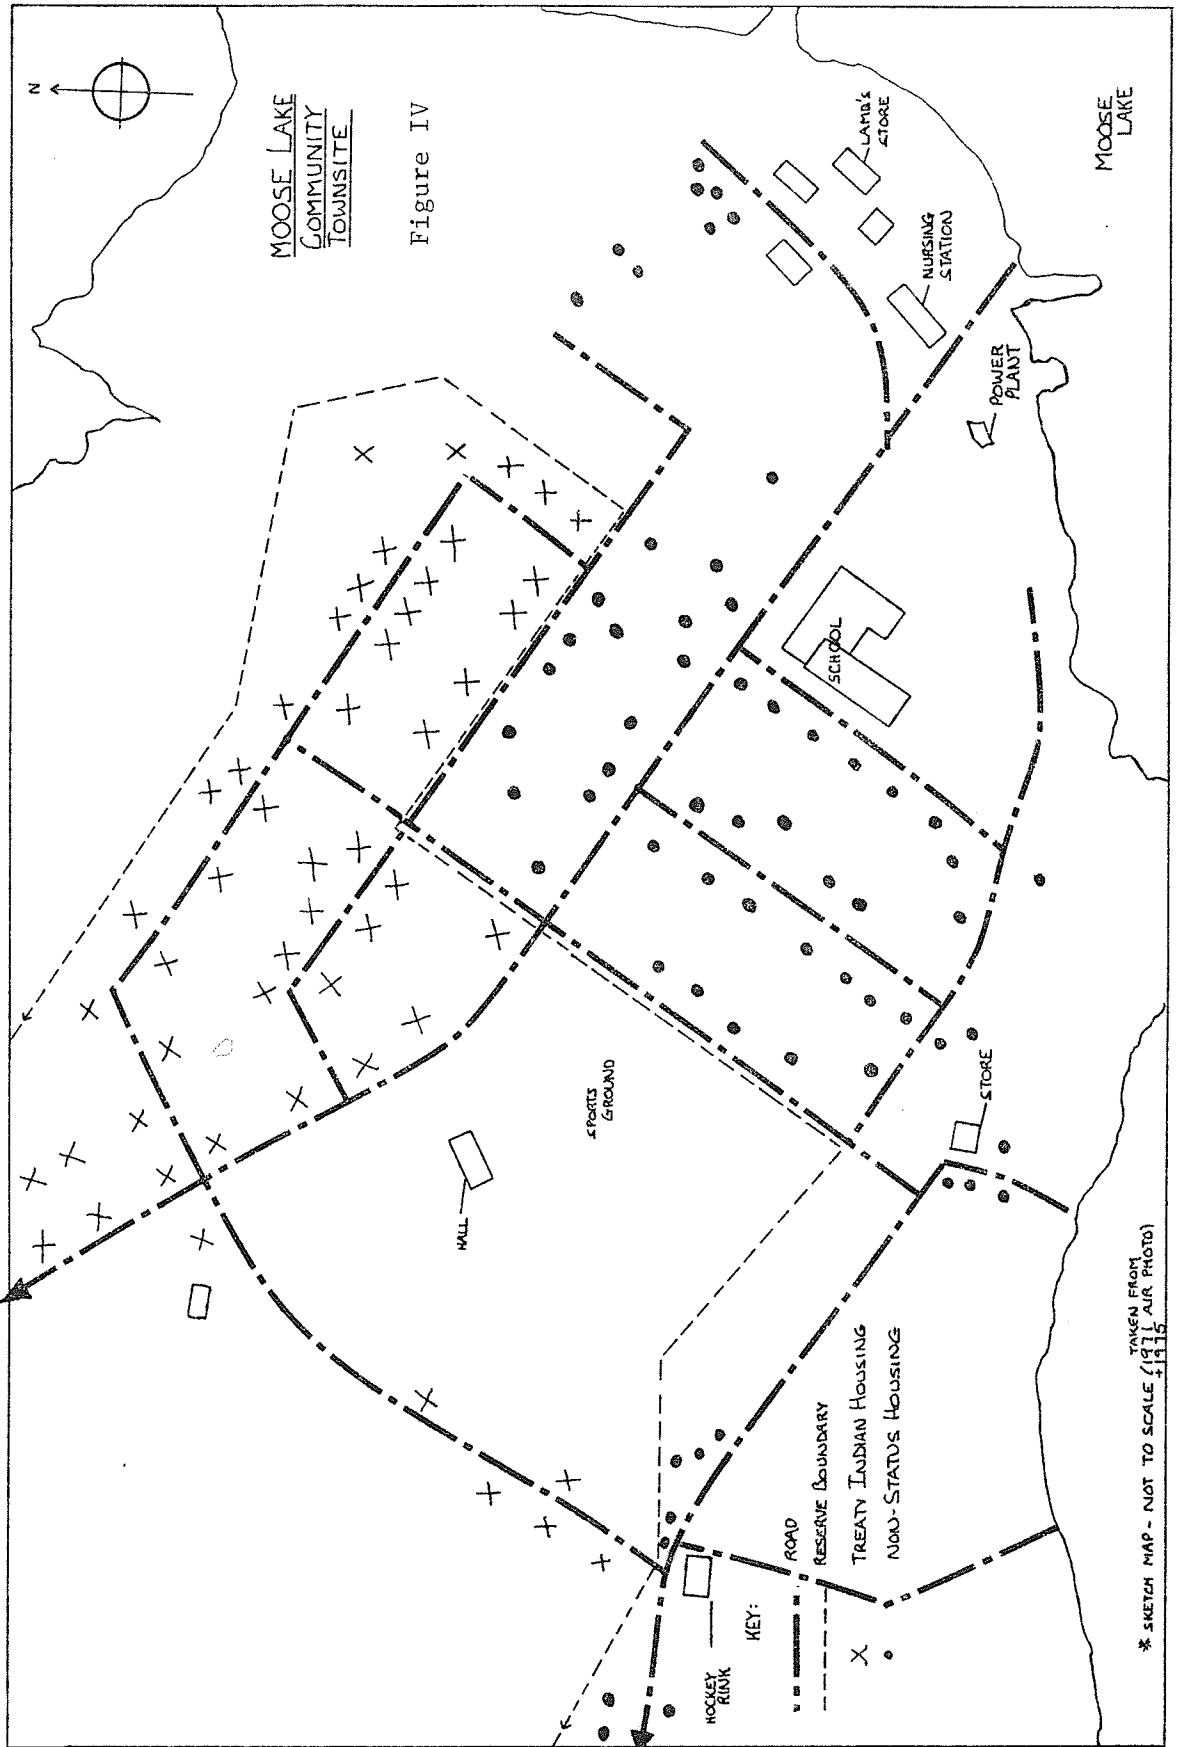 MOOSE LAKE
COMMUNITY
TOWNSITE
Figure IV
N
MOOSE
LAKE
LAMB'S
STORE
NURSING
STATION
POWER
PLANT
SCHOOL
STORE
SPORTS
GROUND
HALL
HOCKEY
RINK
KEY:
ROAD
RESERVE BOUNDARY
X TREATY INDIAN HOUSING
NON-STATUS HOUSING
* SKETCH MAP - NOT TO SCALE (TAKEN FROM
1971 AIR PHOTO)
+1975